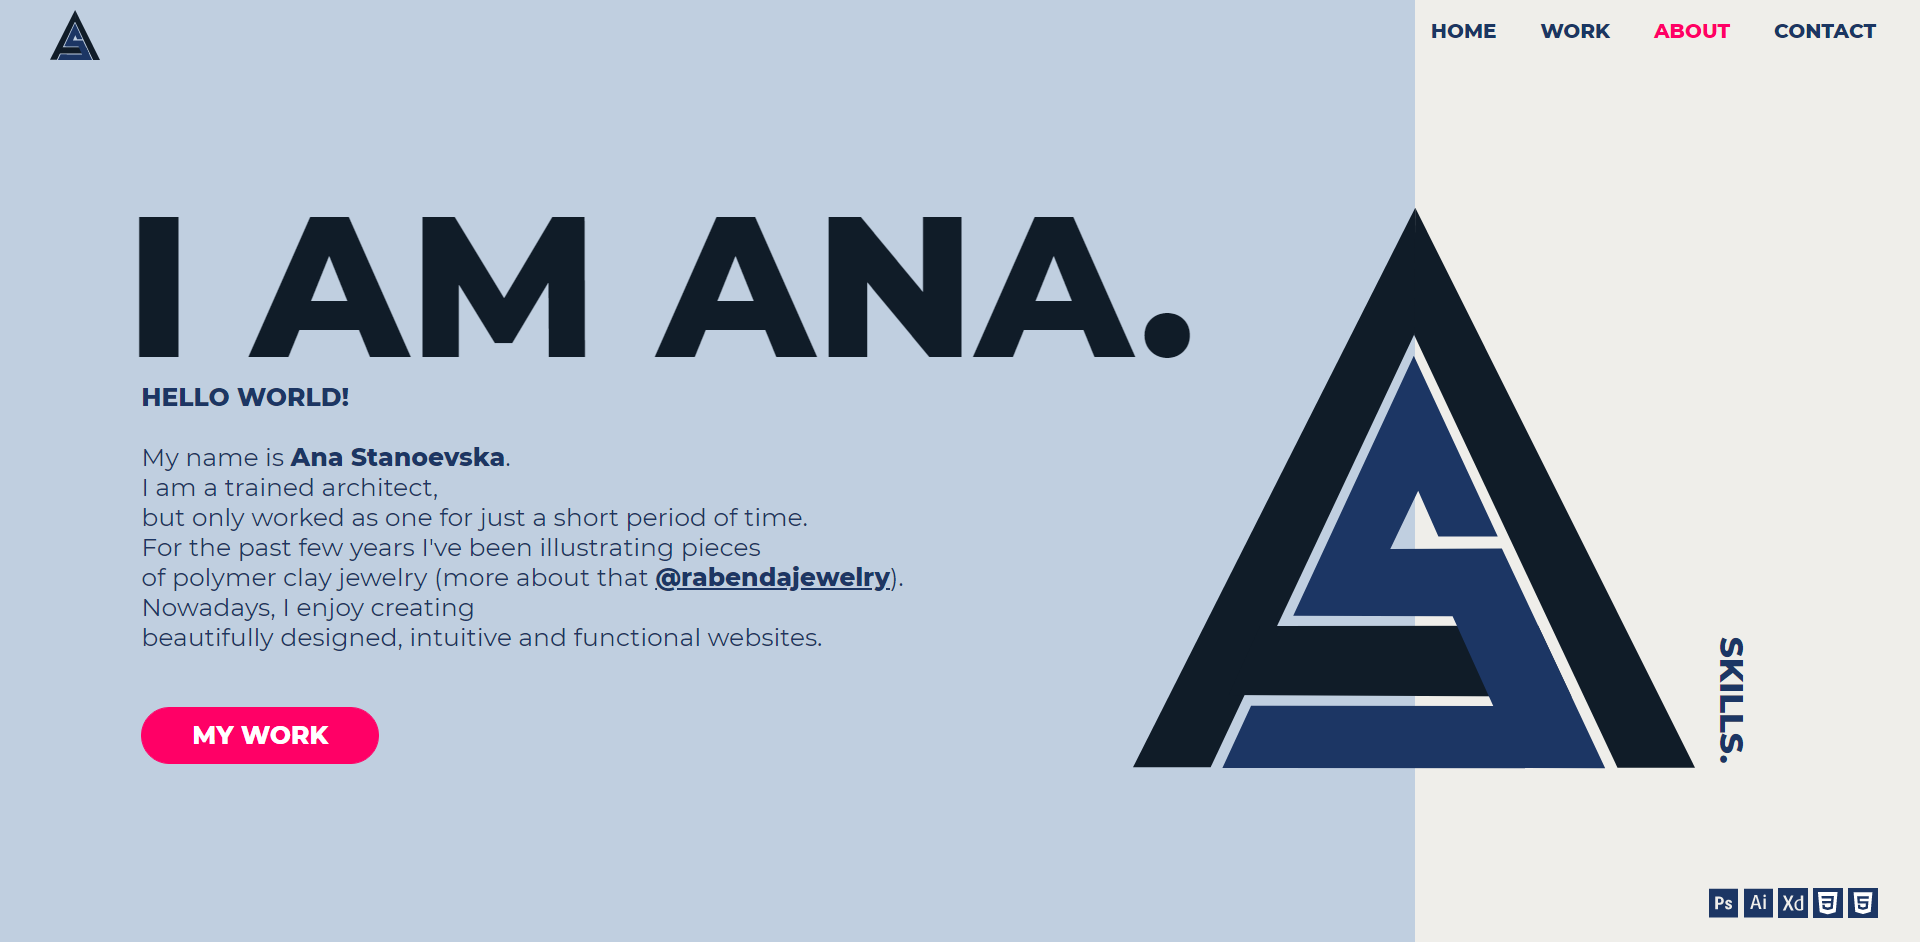 HOME WORK ABOUT CONTACT
I AM ANA.
HELLO WORLD!
My name is Ana Stanoevska.
I am a trained architect,
but only worked as one for just a short period of time.
For the past few years I've been illustrating pieces
of polymer clay jewelry (more about that @rabendajewelry).
Nowadays, I enjoy creating
beautifully designed, intuitive and functional websites.
MY WORK
SKILLS.
Ps Ai Xd 3 5